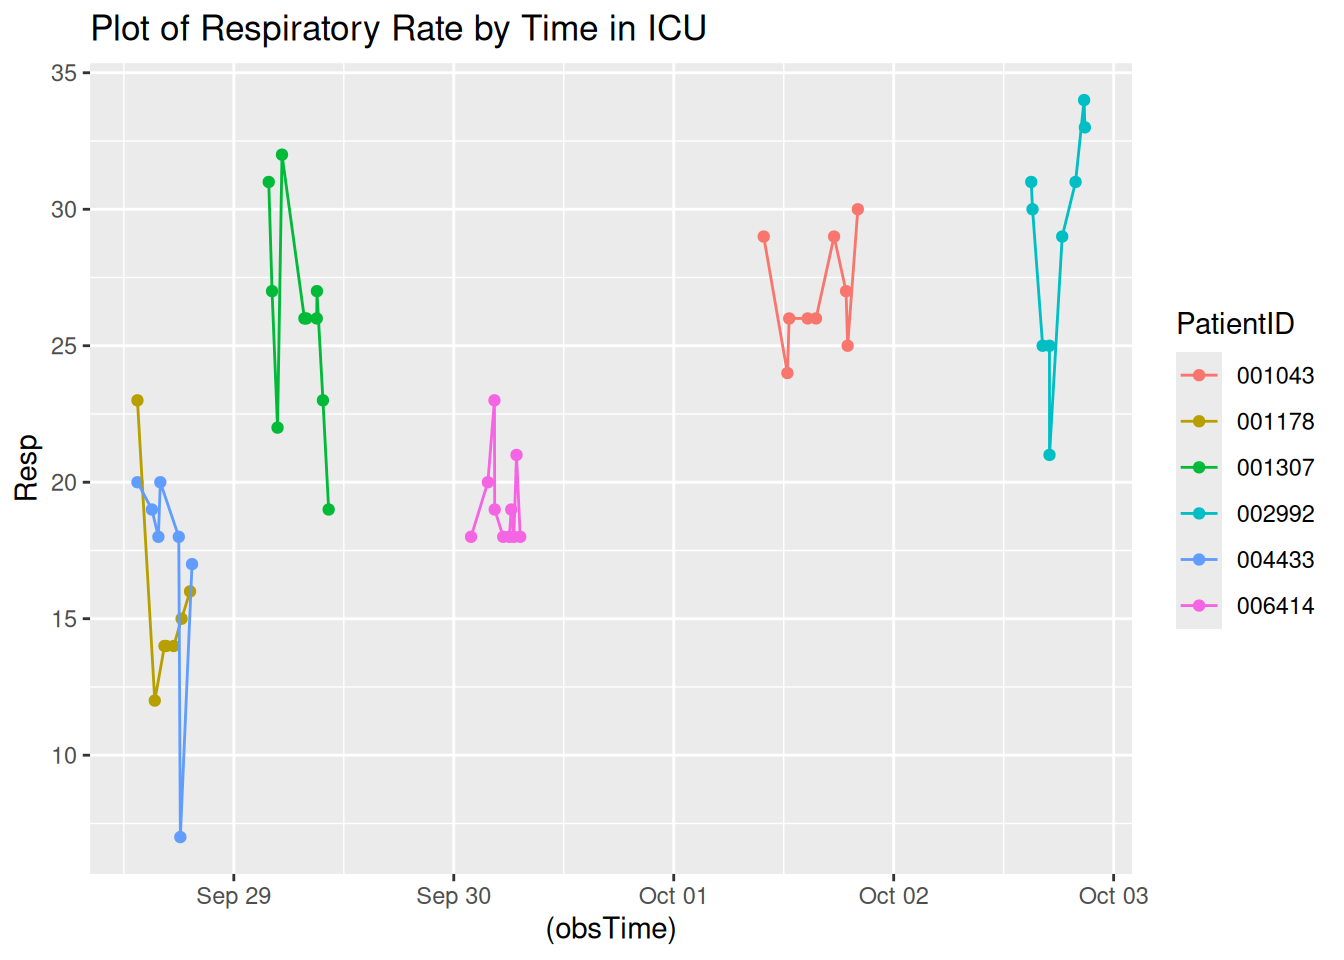 Plot of Respiratory Rate by Time in ICU
35
30
25
20
15
10
Resp
Sep 29
Sep 30
Oct 01
Oct 02
Oct 03
(obsTime)
PatientID
001043
001178
001307
002992
004433
006414